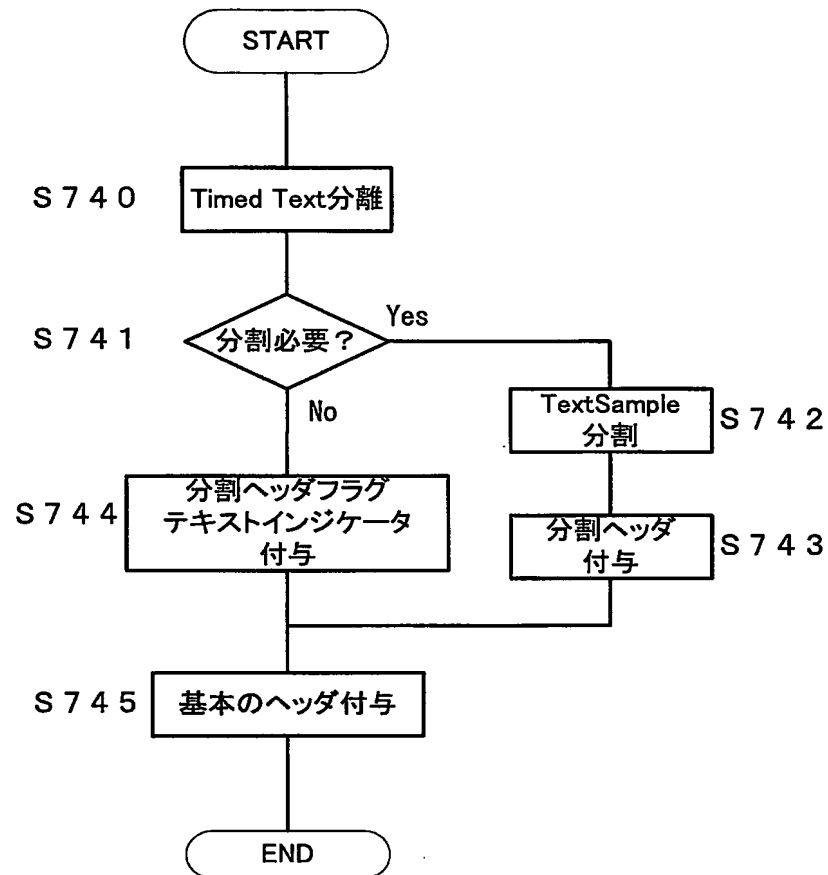 START
S740
Timed Text分離
S741
分割必要?
Yes
No
TextSample
分割
S742
S744
分割ヘッダフラグ
テキストインジケータ
付与
分割ヘッダ
付与
S743
S745
基本のヘッダ付与
END